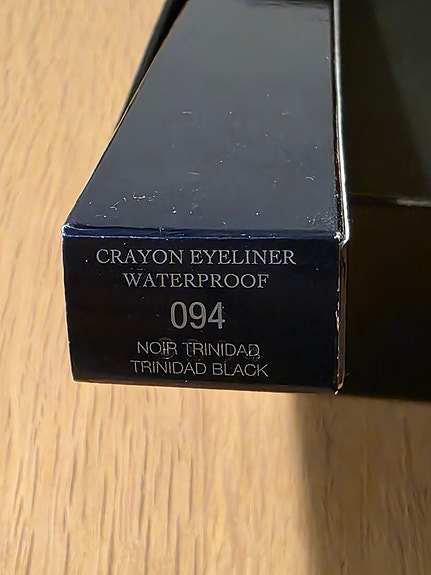 CRAYON EYELINER
WATERPROOF
094
NOIR TRINIDAD
TRINIDAD BLACK